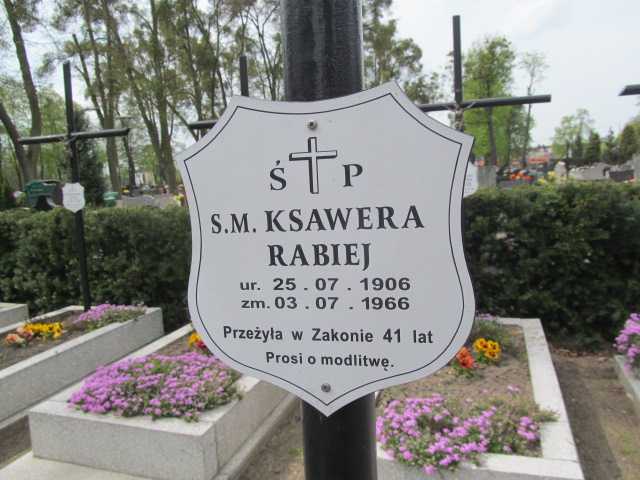 Ś P
S.M. KSAWERA
RABIEJ
ur. 25.07.1906
zm. 03.07.1966
Przeżyła w Zakonie 41 lat
Prosi o modlitwę.